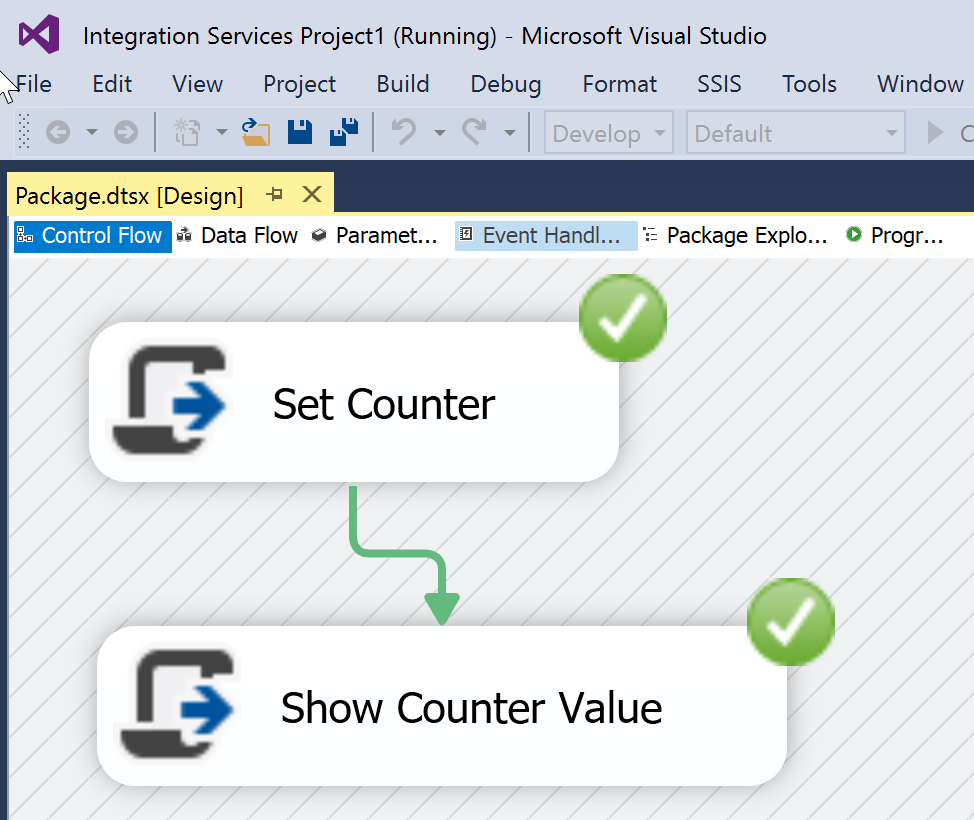 Integration Services Project1 (Running) - Microsoft Visual Studio
File Edit View Project Build Debug Format SSIS Tools Window
Develop Default
Package.dtsx [Design]
Control Flow Data Flow Paramet... Event Handl... Package Explo... Progr...
Set Counter
Show Counter Value